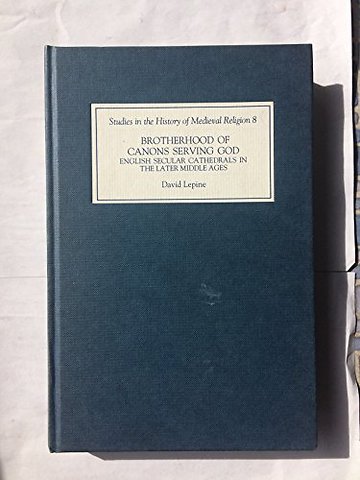 Studies in the History of Medieval Religion 8
BROTHERHOOD OF
CANONS SERVING GOD
ENGLISH SECULAR CATHEDRALS IN
THE LATER MIDDLE AGES
David Lepine